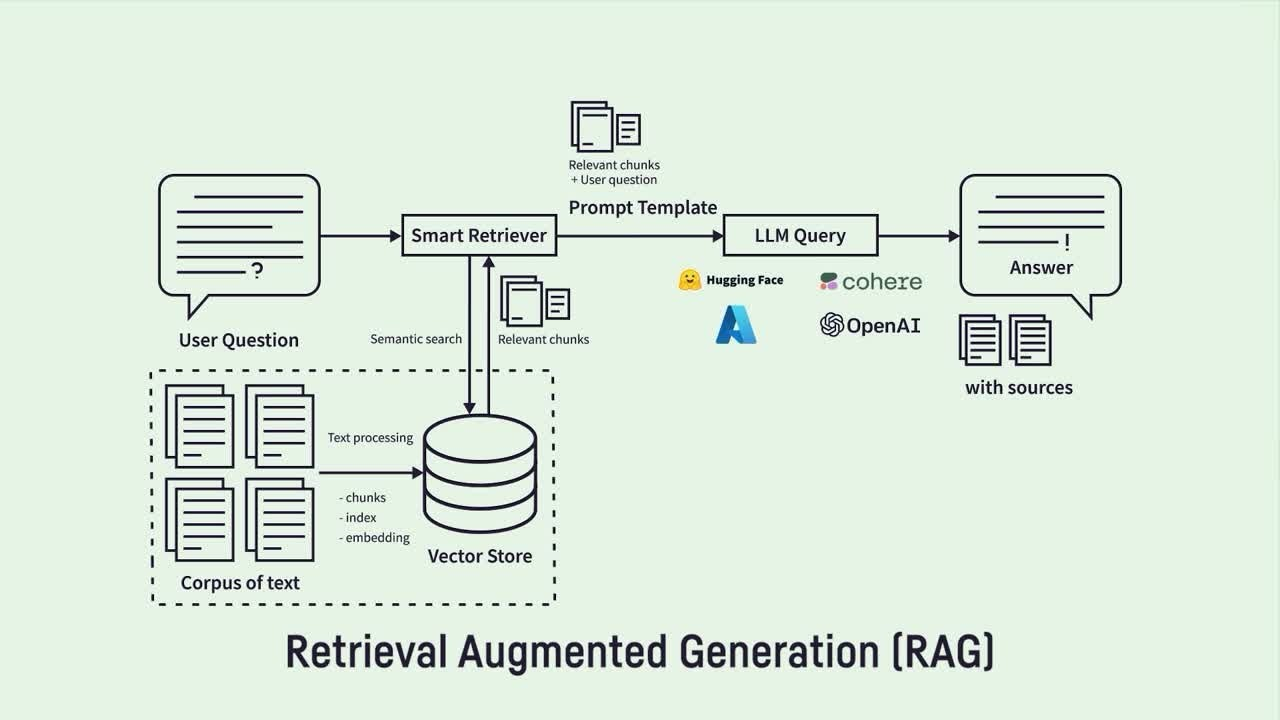 Relevant chunks
+ User question
Prompt Template
?
User Question
Smart Retriever
LLM Query
!
Answer
Hugging Face
cohere
OpenAI
with sources
Semantic search
Relevant chunks
Text processing
- chunks
- index
- embedding
Vector Store
Corpus of text
Retrieval Augmented Generation (RAG)